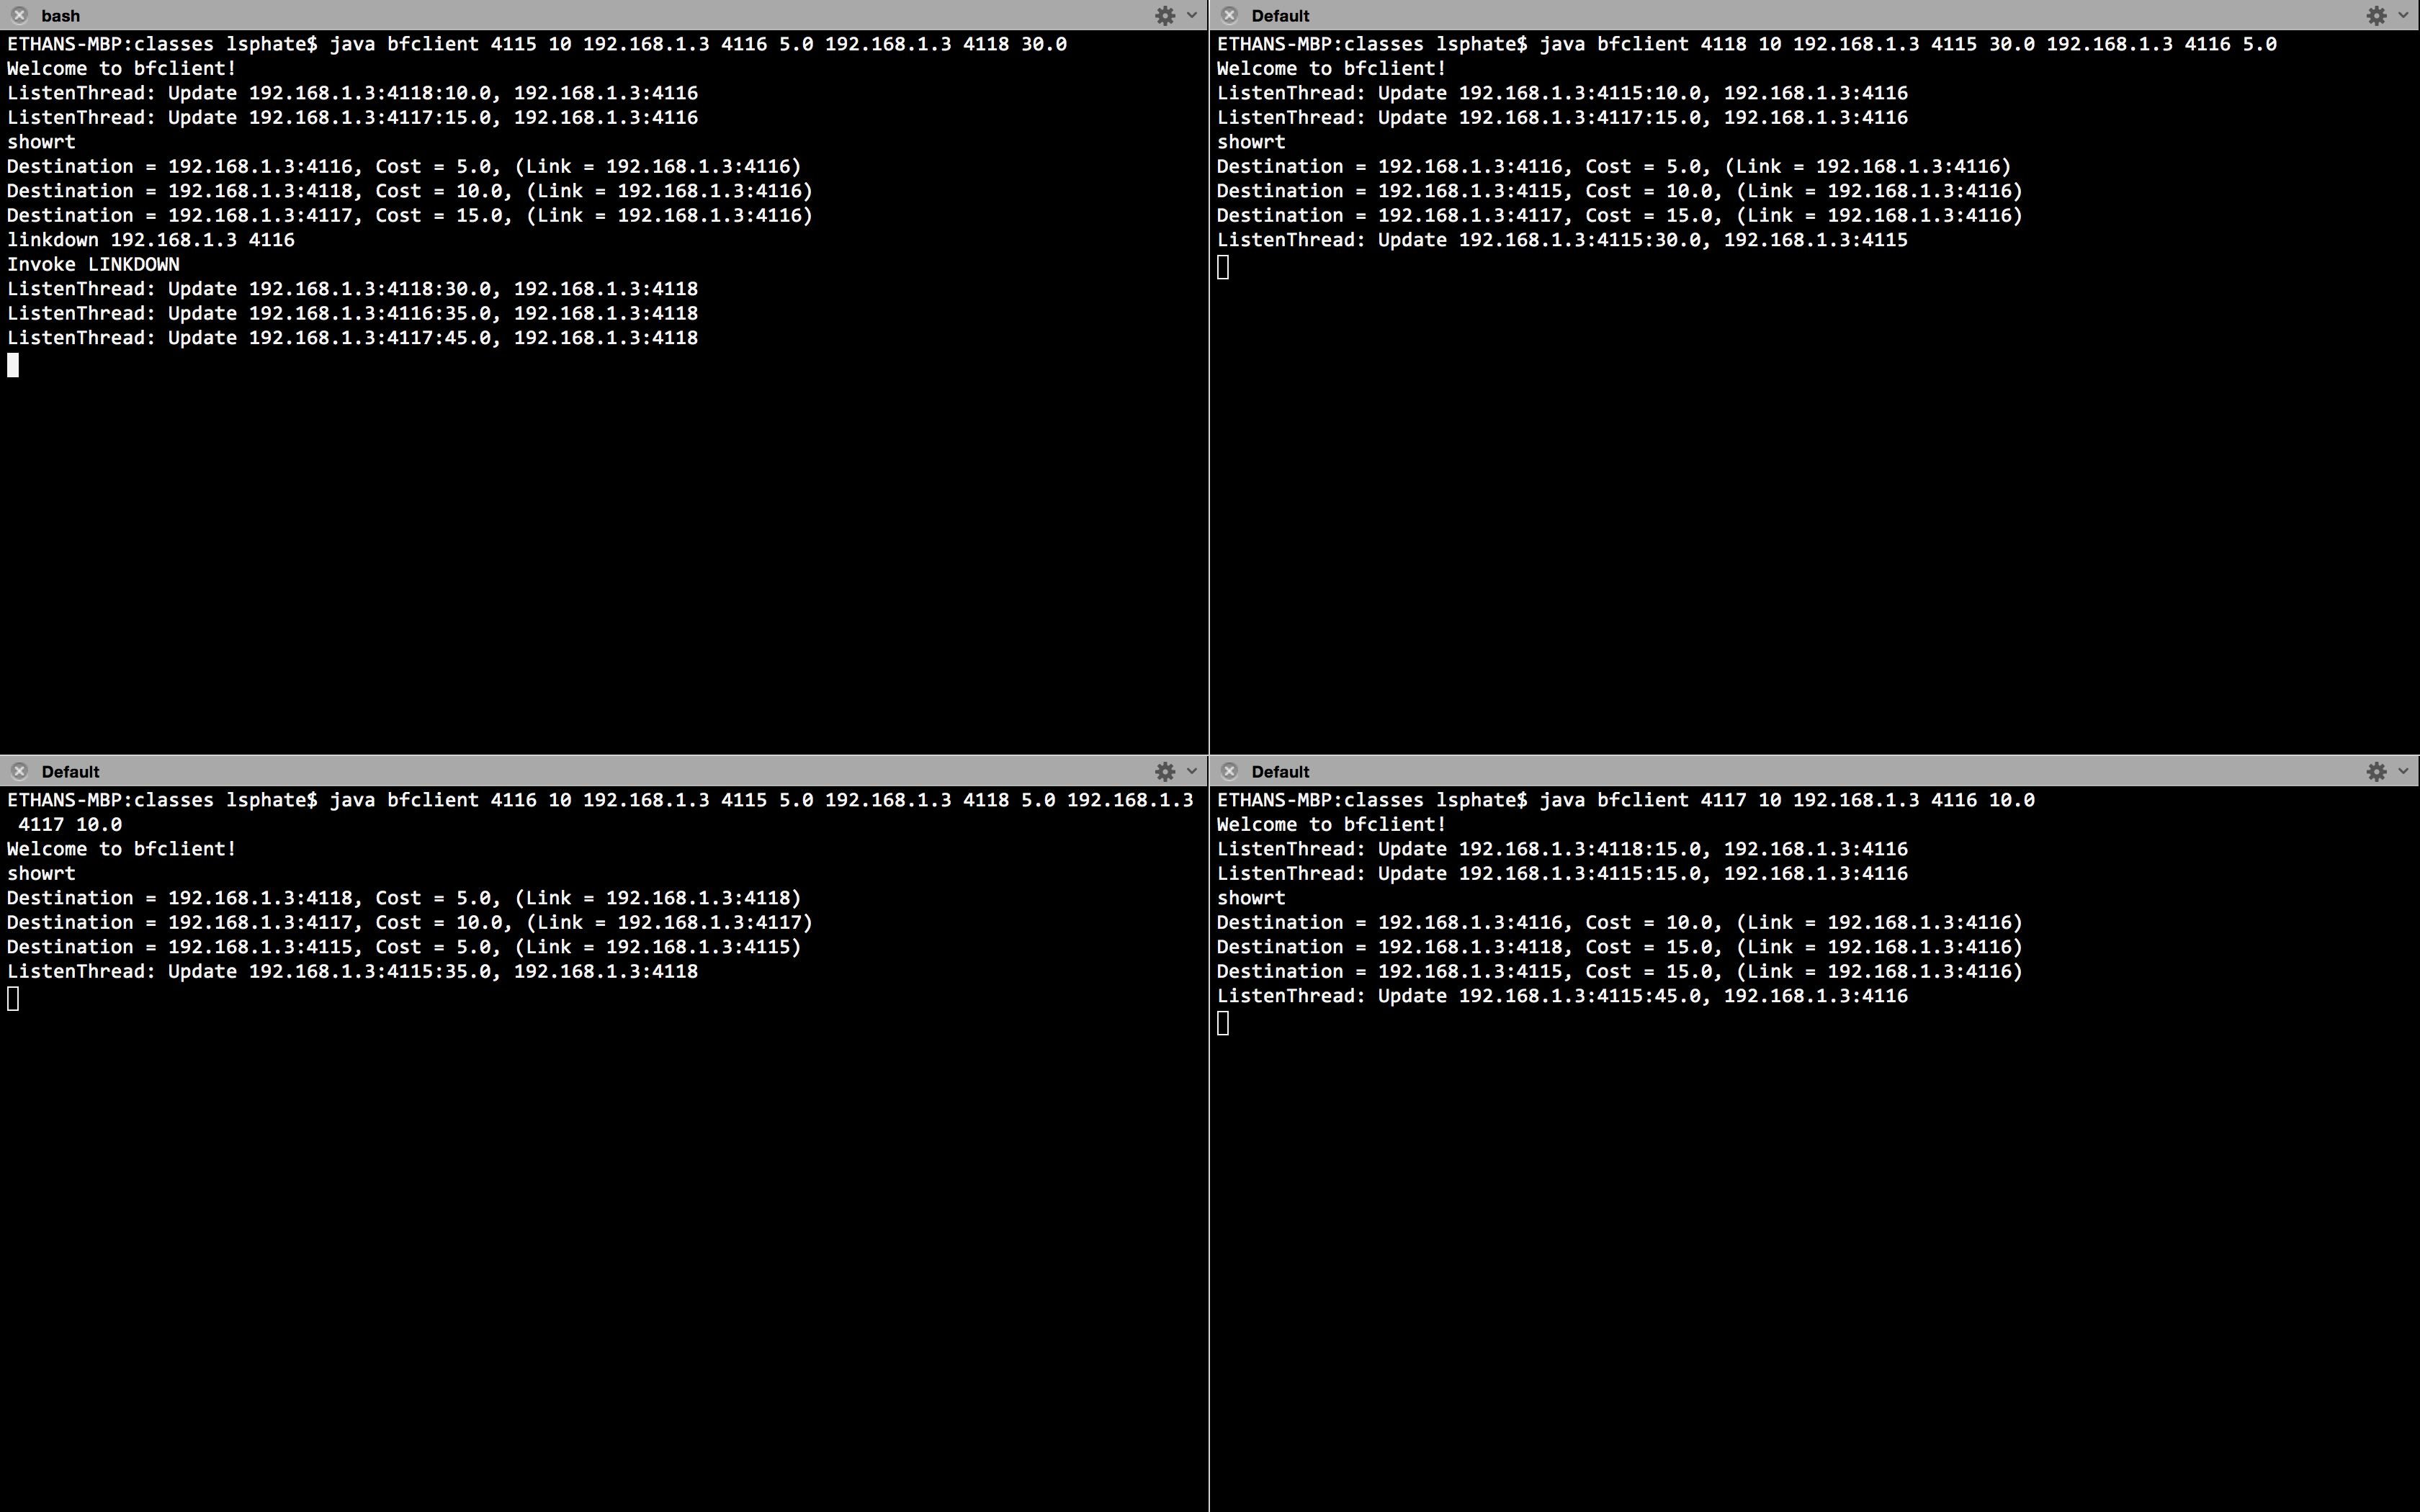 bash
ETHANS-MBP:classes lsphate$ java bfclient 4115 10 192.168.1.3 4116 5.0 192.168.1.3 4118 30.0
Welcome to bfclient!
ListenThread: Update 192.168.1.3:4118:10.0, 192.168.1.3:4116
ListenThread: Update 192.168.1.3:4117:15.0, 192.168.1.3:4116
showrt
Destination = 192.168.1.3:4116, Cost = 5.0, (Link = 192.168.1.3:4116)
Destination = 192.168.1.3:4118, Cost = 10.0, (Link = 192.168.1.3:4116)
Destination = 192.168.1.3:4117, Cost = 15.0, (Link = 192.168.1.3:4116)
linkdown 192.168.1.3 4116
Invoke LINKDOWN
ListenThread: Update 192.168.1.3:4118:30.0, 192.168.1.3:4118
ListenThread: Update 192.168.1.3:4116:35.0, 192.168.1.3:4118
ListenThread: Update 192.168.1.3:4117:45.0, 192.168.1.3:4118
Default
ETHANS-MBP:classes lsphate$ java bfclient 4118 10 192.168.1.3 4115 30.0 192.168.1.3 4116 5.0
Welcome to bfclient!
ListenThread: Update 192.168.1.3:4115:10.0, 192.168.1.3:4116
ListenThread: Update 192.168.1.3:4117:15.0, 192.168.1.3:4116
showrt
Destination = 192.168.1.3:4116, Cost = 5.0, (Link = 192.168.1.3:4116)
Destination = 192.168.1.3:4115, Cost = 10.0, (Link = 192.168.1.3:4116)
Destination = 192.168.1.3:4117, Cost = 15.0, (Link = 192.168.1.3:4116)
ListenThread: Update 192.168.1.3:4115:30.0, 192.168.1.3:4115
Default
ETHANS-MBP:classes lsphate$ java bfclient 4116 10 192.168.1.3 4115 5.0 192.168.1.3 4118 5.0 192.168.1.3
4117 10.0
Welcome to bfclient!
showrt
Destination = 192.168.1.3:4118, Cost = 5.0, (Link = 192.168.1.3:4118)
Destination = 192.168.1.3:4117, Cost = 10.0, (Link = 192.168.1.3:4117)
Destination = 192.168.1.3:4115, Cost = 5.0, (Link = 192.168.1.3:4115)
ListenThread: Update 192.168.1.3:4115:35.0, 192.168.1.3:4118
Default
ETHANS-MBP:classes lsphate$ java bfclient 4117 10 192.168.1.3 4116 10.0
Welcome to bfclient!
ListenThread: Update 192.168.1.3:4118:15.0, 192.168.1.3:4116
ListenThread: Update 192.168.1.3:4115:15.0, 192.168.1.3:4116
showrt
Destination = 192.168.1.3:4116, Cost = 10.0, (Link = 192.168.1.3:4116)
Destination = 192.168.1.3:4118, Cost = 15.0, (Link = 192.168.1.3:4116)
Destination = 192.168.1.3:4115, Cost = 15.0, (Link = 192.168.1.3:4116)
ListenThread: Update 192.168.1.3:4115:45.0, 192.168.1.3:4116